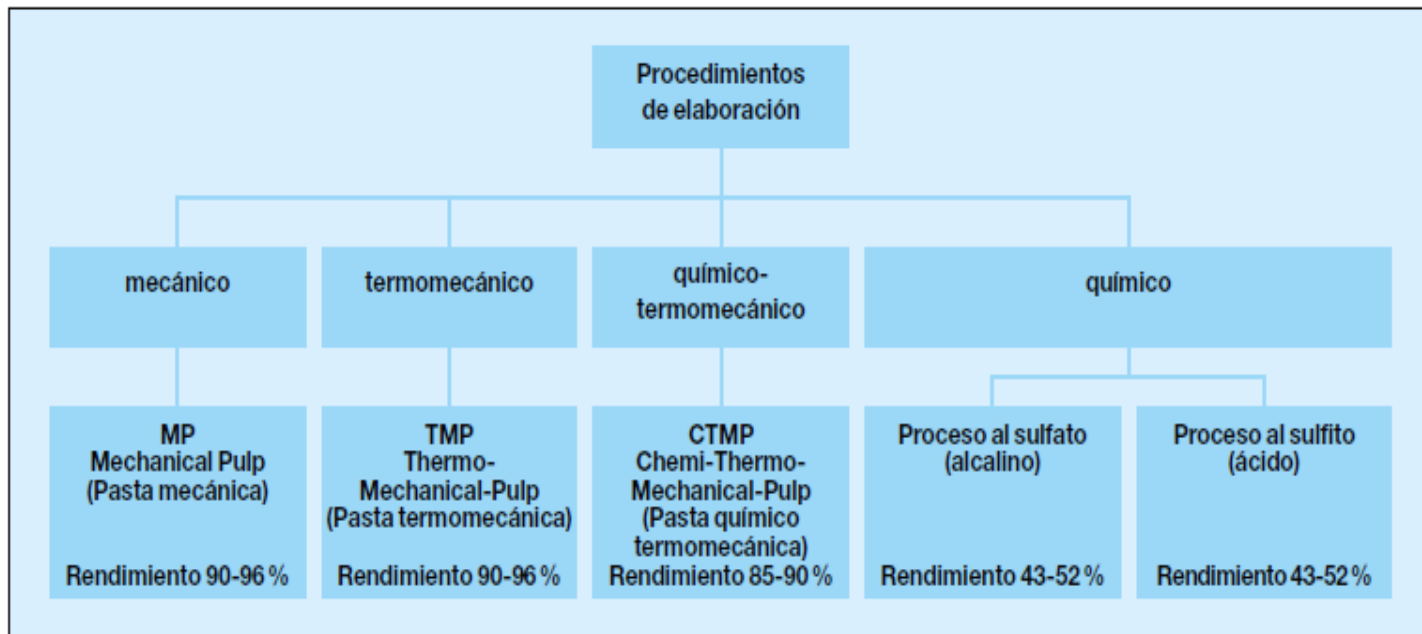 Procedimientos
de elaboración
mecánico
termomecánico
químico-
termomecánico
químico
MP
Mechanical Pulp
(Pasta mecánica)
Rendimiento 90-96 %
TMP
Thermo-
Mechanical-Pulp
(Pasta termomecánica)
Rendimiento 90-96 %
CTMP
Chemi-Thermo-
Mechanical-Pulp
(Pasta químico
termomecánica)
Rendimiento 85-90 %
Proceso al sulfato
(alcalino)
Rendimiento 43-52 %
Proceso al sulfito
(ácido)
Rendimiento 43-52 %